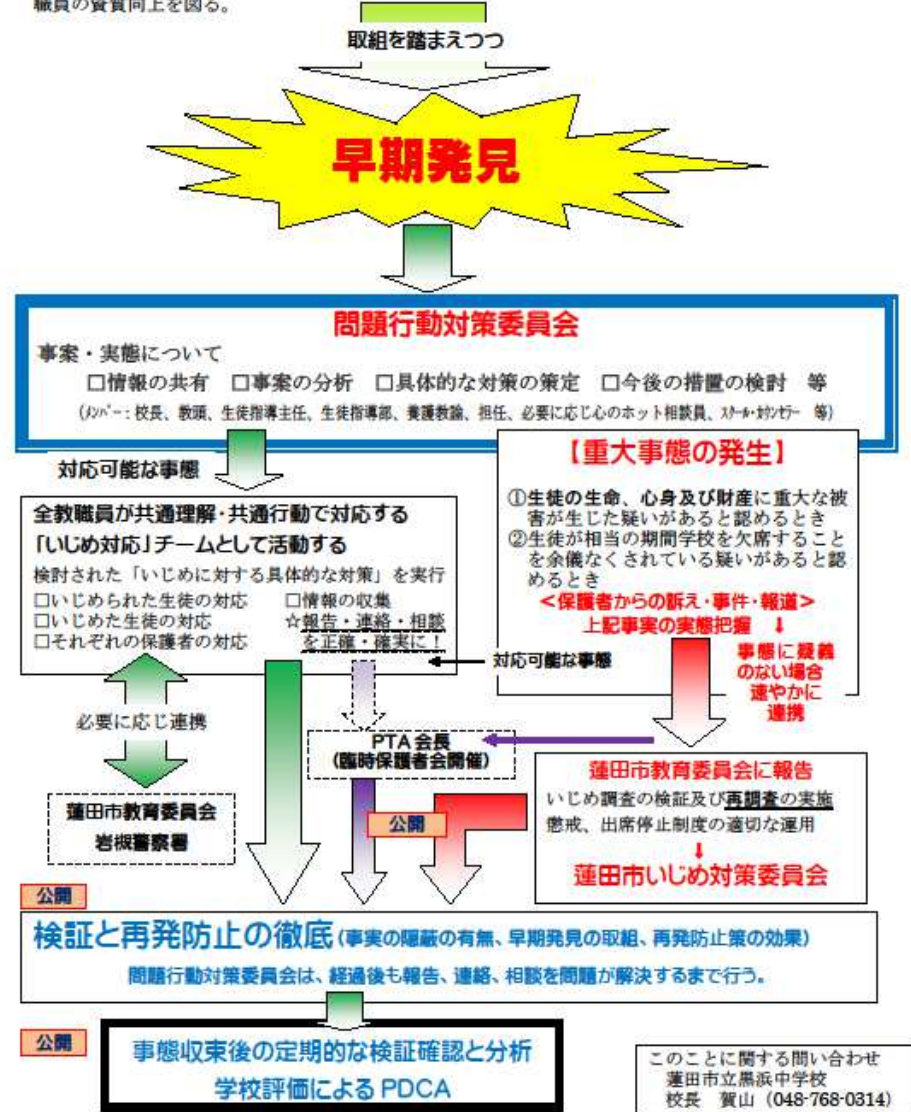 職員の資質向上を図る。
取組を踏まえつつ
早期発見
問題行動対策委員会
事案・実態について
□情報の共有 □事案の分析 □具体的な対策の策定 □今後の措置の検討 等
(ﾒﾝﾊﾞｰ：校長、教頭、生徒指導主任、生徒指導部、養護教諭、担任、必要に応じ心のホット相談員、ｽｸｰﾙ・ｶｳﾝｾﾗｰ 等)
対応可能な事態
全教職員が共通理解・共通行動で対応する
「いじめ対応」チームとして活動する
検討された「いじめに対する具体的な対策」を実行
□いじめられた生徒の対応 □情報の収集
□いじめた生徒の対応 ☆報告・連絡・相談
□それぞれの保護者の対応 を正確・確実に！
【重大事態の発生】
①生徒の生命、心身及び財産に重大な被
害が生じた疑いがあると認めるとき
②生徒が相当の期間学校を欠席すること
を余儀なくされている疑いがあると認
めるとき
＜保護者からの訴え・事件・報道＞
上記事実の実態把握 ↓
対応可能な事態
事態に疑義
のない場合
速やかに
連携
必要に応じ連携
PTA 会長
(臨時保護者会開催)
蓮田市教育委員会
岩槻警察署
公開
蓮田市教育委員会に報告
いじめ調査の検証及び再調査の実施
懲戒、出席停止制度の適切な運用
↓
蓮田市いじめ対策委員会
公開
検証と再発防止の徹底(事実の隠蔽の有無、早期発見の取組、再発防止策の効果)
問題行動対策委員会は、経過後も報告、連絡、相談を問題が解決するまで行う。
公開
事態収束後の定期的な検証確認と分析
学校評価による PDCA
このことに関する問い合わせ
蓮田市立黒浜中学校
校長 賀山（048-768-0314）